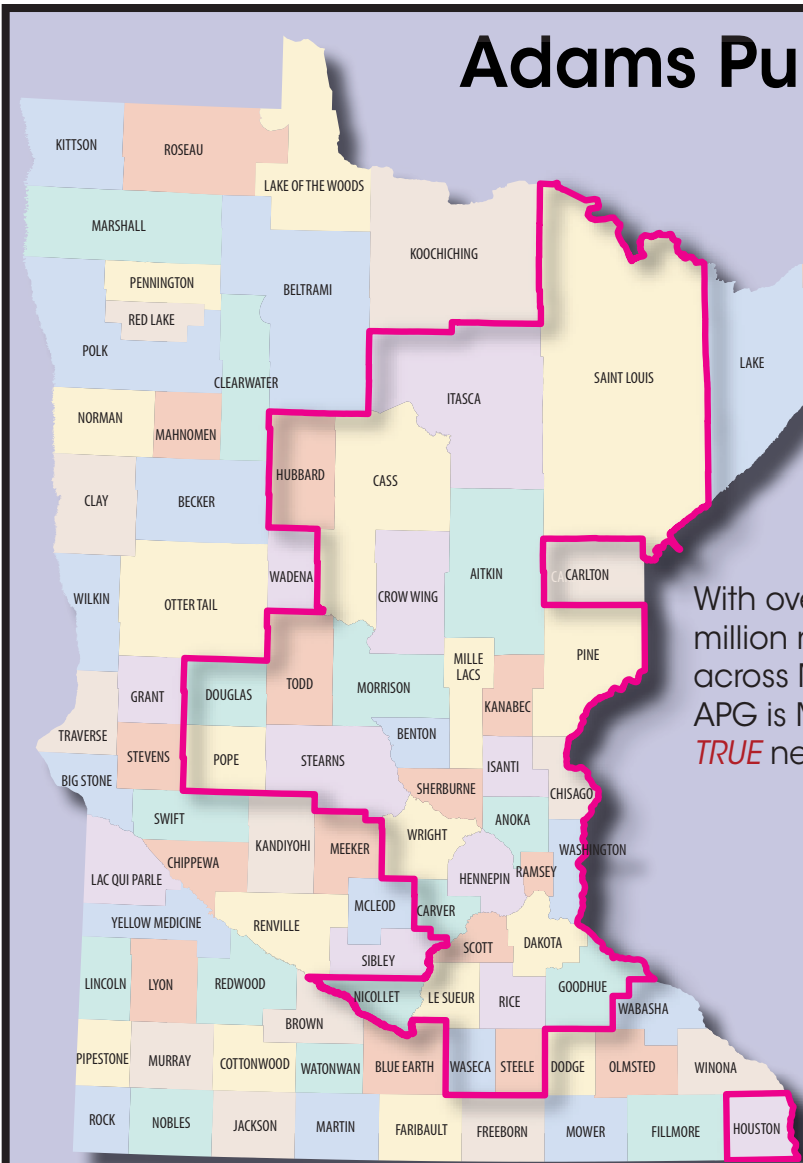 Adams Pu
KITTSON
ROSEAU
LAKE OF THE WOODS
MARSHALL
KOOCHICHING
PENNINGTON
BELTRAMI
RED LAKE
POLK
CLEARWATER
SAINT LOUIS
LAKE
ITASCA
NORMAN
MAHNOMEN
HUBBARD
CASS
CLAY
BECKER
AITKIN
CA CARLTON
WADENA
CROW WING
WILKIN
OTTER TAIL
With ove
million r
across M
APG is M
TRUE ne
PINE
MILLE
LACS
TODD
MORRISON
DOUGLAS
GRANT
KANABEC
TRAVERSE
BENTON
STEVENS
POPE
STEARNS
ISANTI
BIG STONE
SHERBURNE
CHISAGO
SWIFT
ANOKA
WRIGHT
KANDIYOHI
MEEKER
WASHINGTON
CHIPPEWA
HENNEPIN
RAMSEY
LAC QUI PARLE
MCLEOD
CARVER
YELLOW MEDICINE
RENVILLE
SCOTT
DAKOTA
SIBLEY
LINCOLN
LYON
REDWOOD
NICOLLET
LE SUEUR
RICE
GOODHUE
WABASHA
BROWN
PIPESTONE
MURRAY
COTTONWOOD
WATONWAN
BLUE EARTH
WASECA
STEELE
DODGE
OLMSTED
WINONA
ROCK
NOBLES
JACKSON
MARTIN
FARIBAULT
FREEBORN
MOWER
FILLMORE
HOUSTON